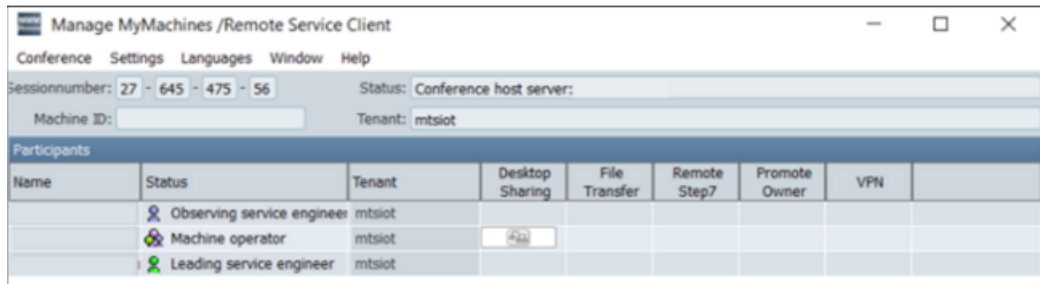 Manage MyMachines /Remote Service Client
Conference Settings Languages Window Help
Sessionnumber: 27 - 645 - 475 - 56 Status: Conference host server:
Machine ID: Tenant: mtsiot
Participants
Name Status Tenant Desktop Sharing File Transfer Remote Step7 Promote Owner VPN
Observing service engineer mtsiot
Machine operator mtsiot
Leading service engineer mtsiot